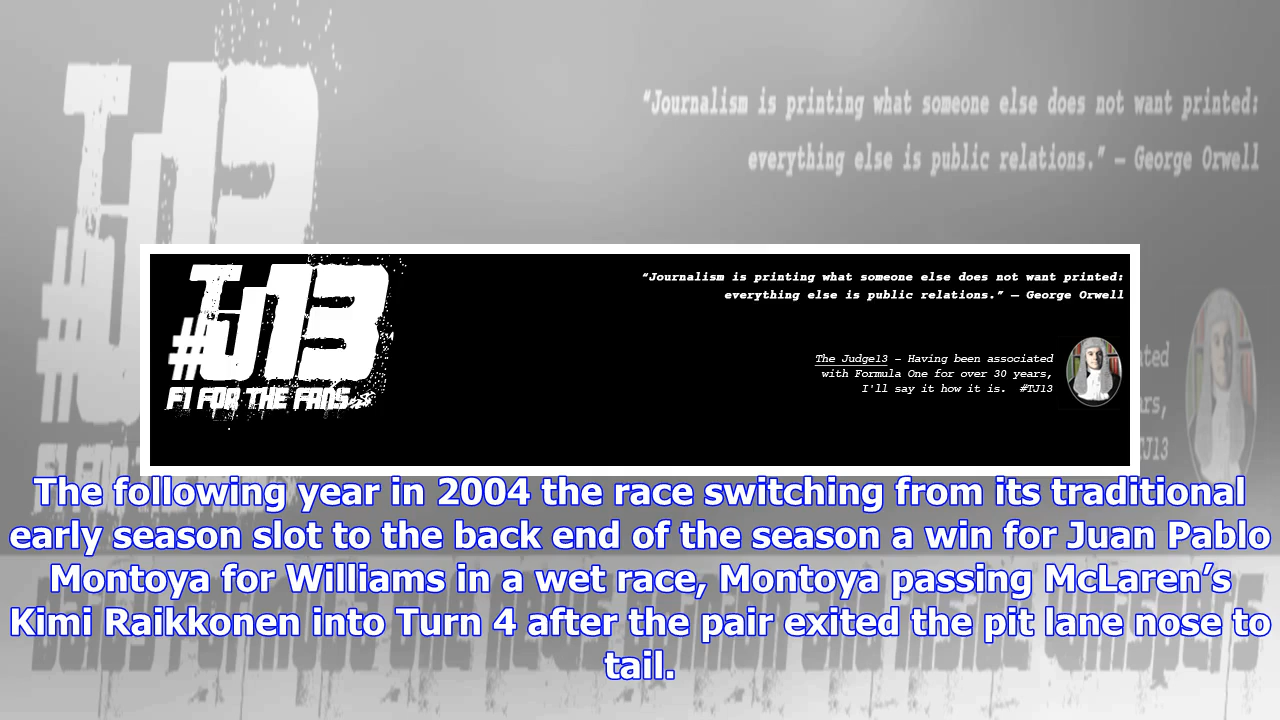 "Journalism is printing what someone else does not want printed:
everything else is public relations." – George Orwell
TJ13
#
F1 FOR THE FANS...
"Journalism is printing what someone else does not want printed:
everything else is public relations." – George Orwell
The Judge13 – Having been associated
with Formula One for over 30 years,
I'll say it how it is. #TJ13
ated
rs,
TJ13
The following year in 2004 the race switching from its traditional
early season slot to the back end of the season a win for Juan Pablo
Montoya for Williams in a wet race, Montoya passing McLaren’s
Kimi Raikkonen into Turn 4 after the pair exited the pit lane nose to
tail.